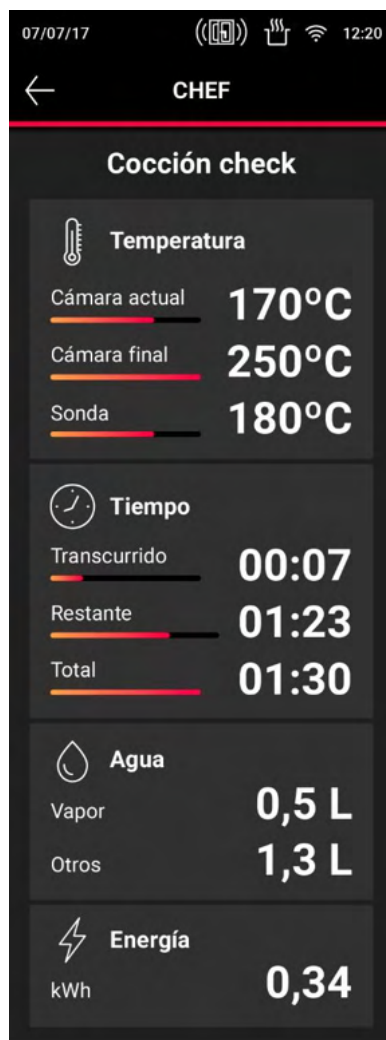 07/07/17 12:20
CHEF
Cocción check
Temperatura
Cámara actual 170ºC
Cámara final 250ºC
Sonda 180ºC
Tiempo
Transcurrido 00:07
Restante 01:23
Total 01:30
Agua
Vapor 0,5 L
Otros 1,3 L
Energía
kWh 0,34